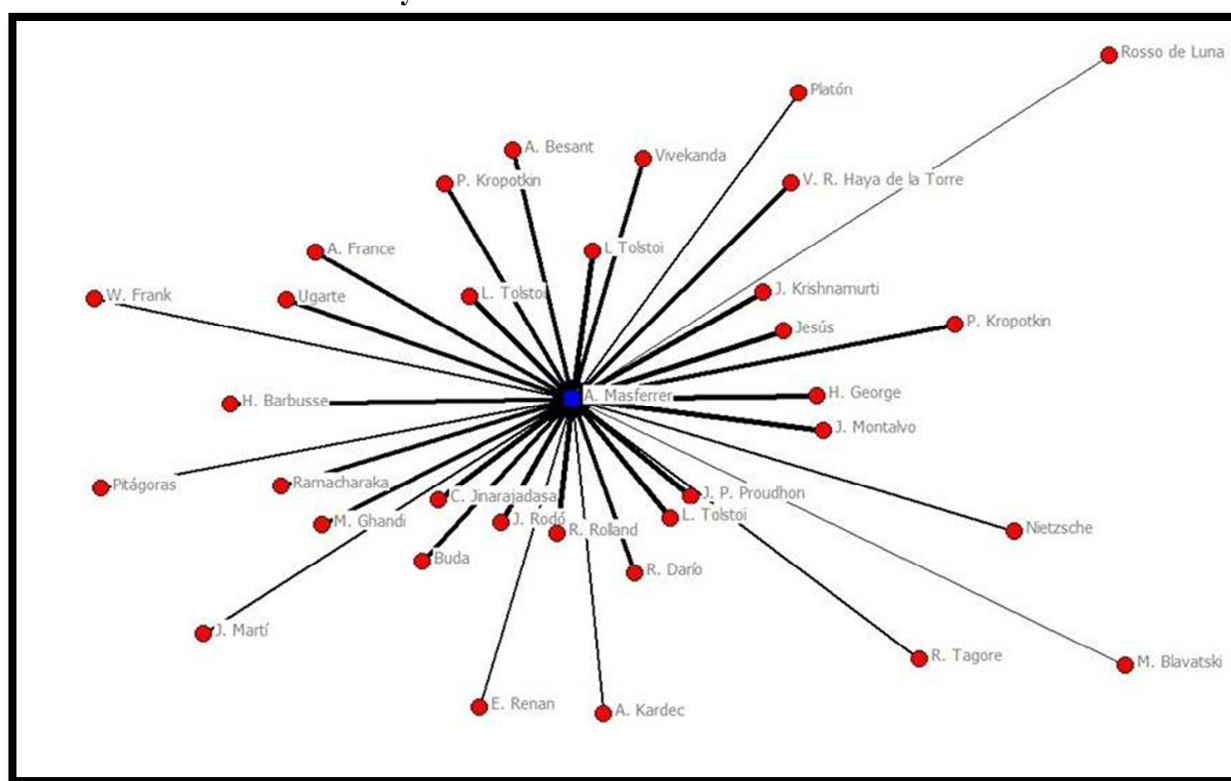 y
Rosso de Luna
Platón
A. Besant
Vivekanda
P. Kropotkin
V. R. Haya de la Torre
A. France
L Tolstoi
W. Frank
Ugarte
L. Tolstoi
J. Krishnamurti
Jesús
P. Kropotkin
H. Barbusse
A. Masferrer
H. George
J. Montalvo
Pitágoras
Ramacharaka
C. Jnarajadasa
J. P. Proudhon
M. Ghandi
J. Rodó
R. Rolland
L. Tolstoi
Nietzsche
Buda
R. Darío
J. Martí
R. Tagore
M. Blavatski
E. Renan
A. Kardec